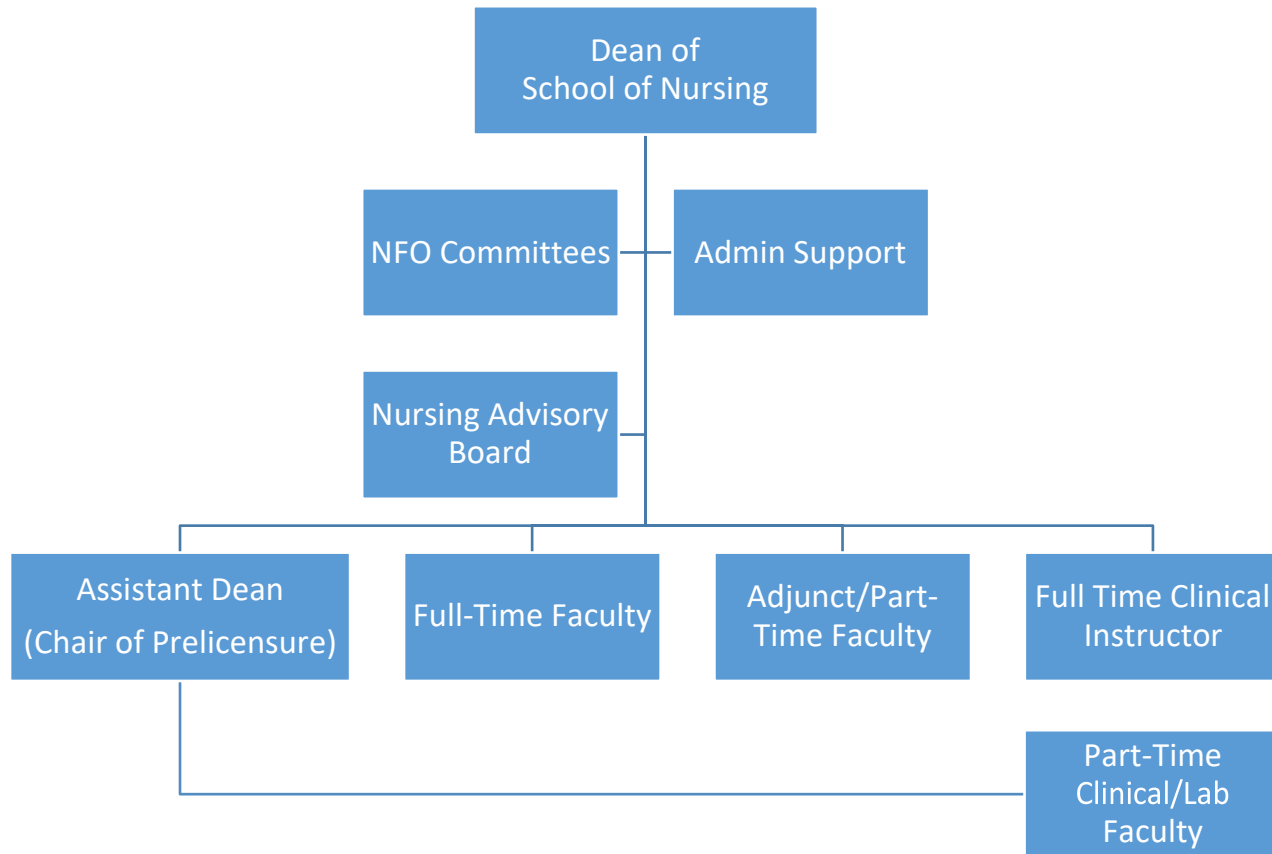 Dean of
School of Nursing
NFO Committees
Admin Support
Nursing Advisory
Board
Assistant Dean
(Chair of Prelicensure)
Full-Time Faculty
Adjunct/Part-
Time Faculty
Full Time Clinical
Instructor
Part-Time
Clinical/Lab
Faculty